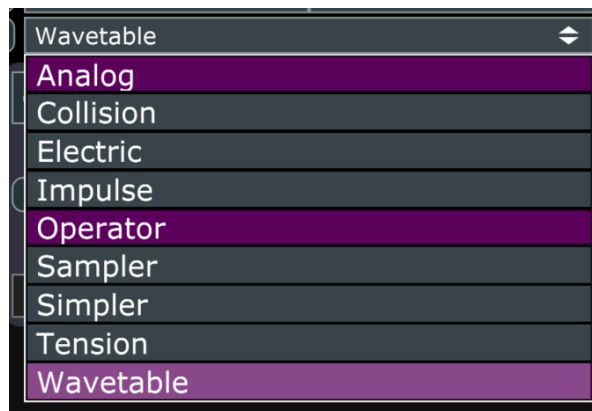 Wavetable
Analog
Collision
Electric
Impulse
Operator
Sampler
Simpler
Tension
Wavetable